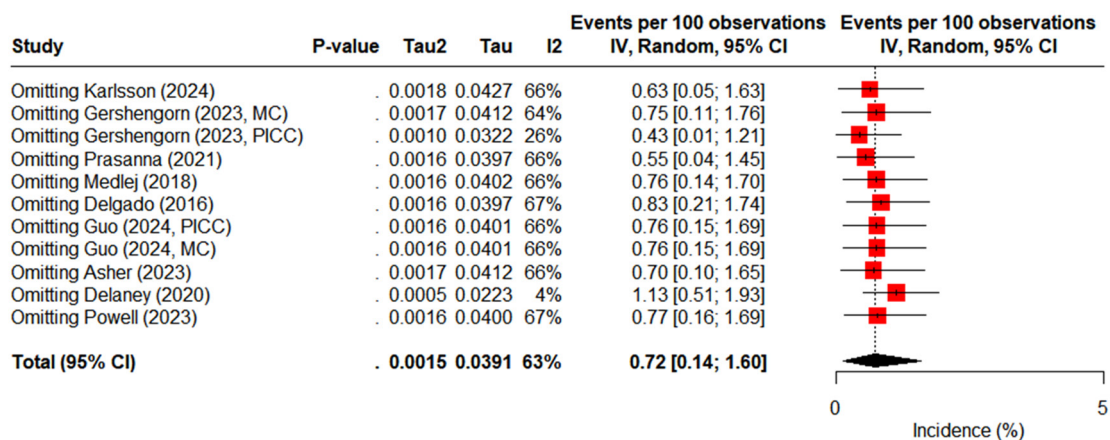 Events per 100 observations Events per 100 observations
Study P-value Tau2 Tau I2 IV, Random, 95% CI IV, Random, 95% CI
Omitting Karlsson (2024) . 0.0018 0.0427 66% 0.63 [0.05; 1.63]
Omitting Gershengorn (2023, MC) . 0.0017 0.0412 64% 0.75 [0.11; 1.76]
Omitting Gershengorn (2023, PICC) . 0.0010 0.0322 26% 0.43 [0.01; 1.21]
Omitting Prasanna (2021) . 0.0016 0.0397 66% 0.55 [0.04; 1.45]
Omitting Medlej (2018) . 0.0016 0.0402 66% 0.76 [0.14; 1.70]
Omitting Delgado (2016) . 0.0016 0.0397 67% 0.83 [0.21; 1.74]
Omitting Guo (2024, PICC) . 0.0016 0.0401 66% 0.76 [0.15; 1.69]
Omitting Guo (2024, MC) . 0.0016 0.0401 66% 0.76 [0.15; 1.69]
Omitting Asher (2023) . 0.0017 0.0412 66% 0.70 [0.10; 1.65]
Omitting Delaney (2020) . 0.0005 0.0223 4% 1.13 [0.51; 1.93]
Omitting Powell (2023) . 0.0016 0.0400 67% 0.77 [0.16; 1.69]
Total (95% CI) . 0.0015 0.0391 63% 0.72 [0.14; 1.60]
0 5
Incidence (%)